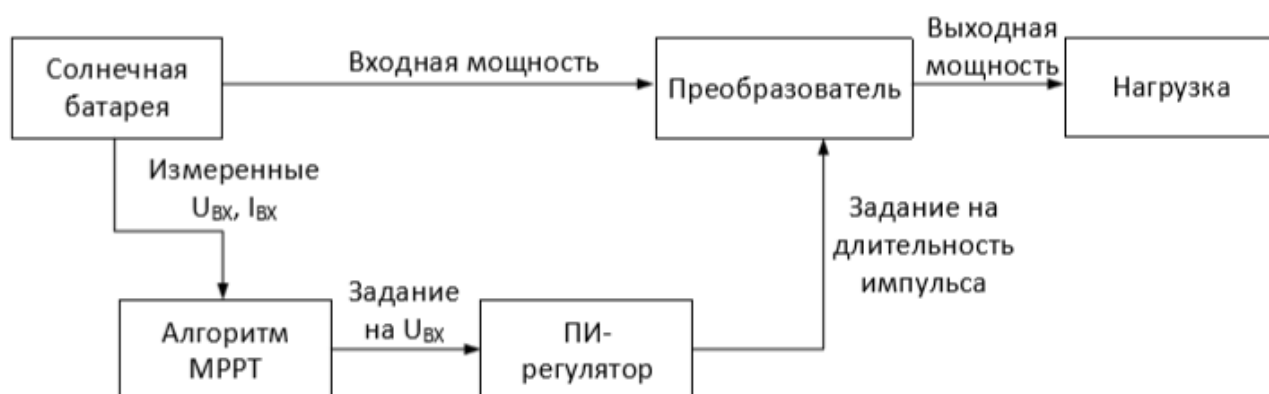 Солнечная
батарея
Входная мощность
Преобразователь
Выходная
мощность
Нагрузка
Измеренные
UВХ, IВХ
Задание на
длительность
импульса
Алгоритм
MPPT
Задание
на UВХ
ПИ-
регулятор